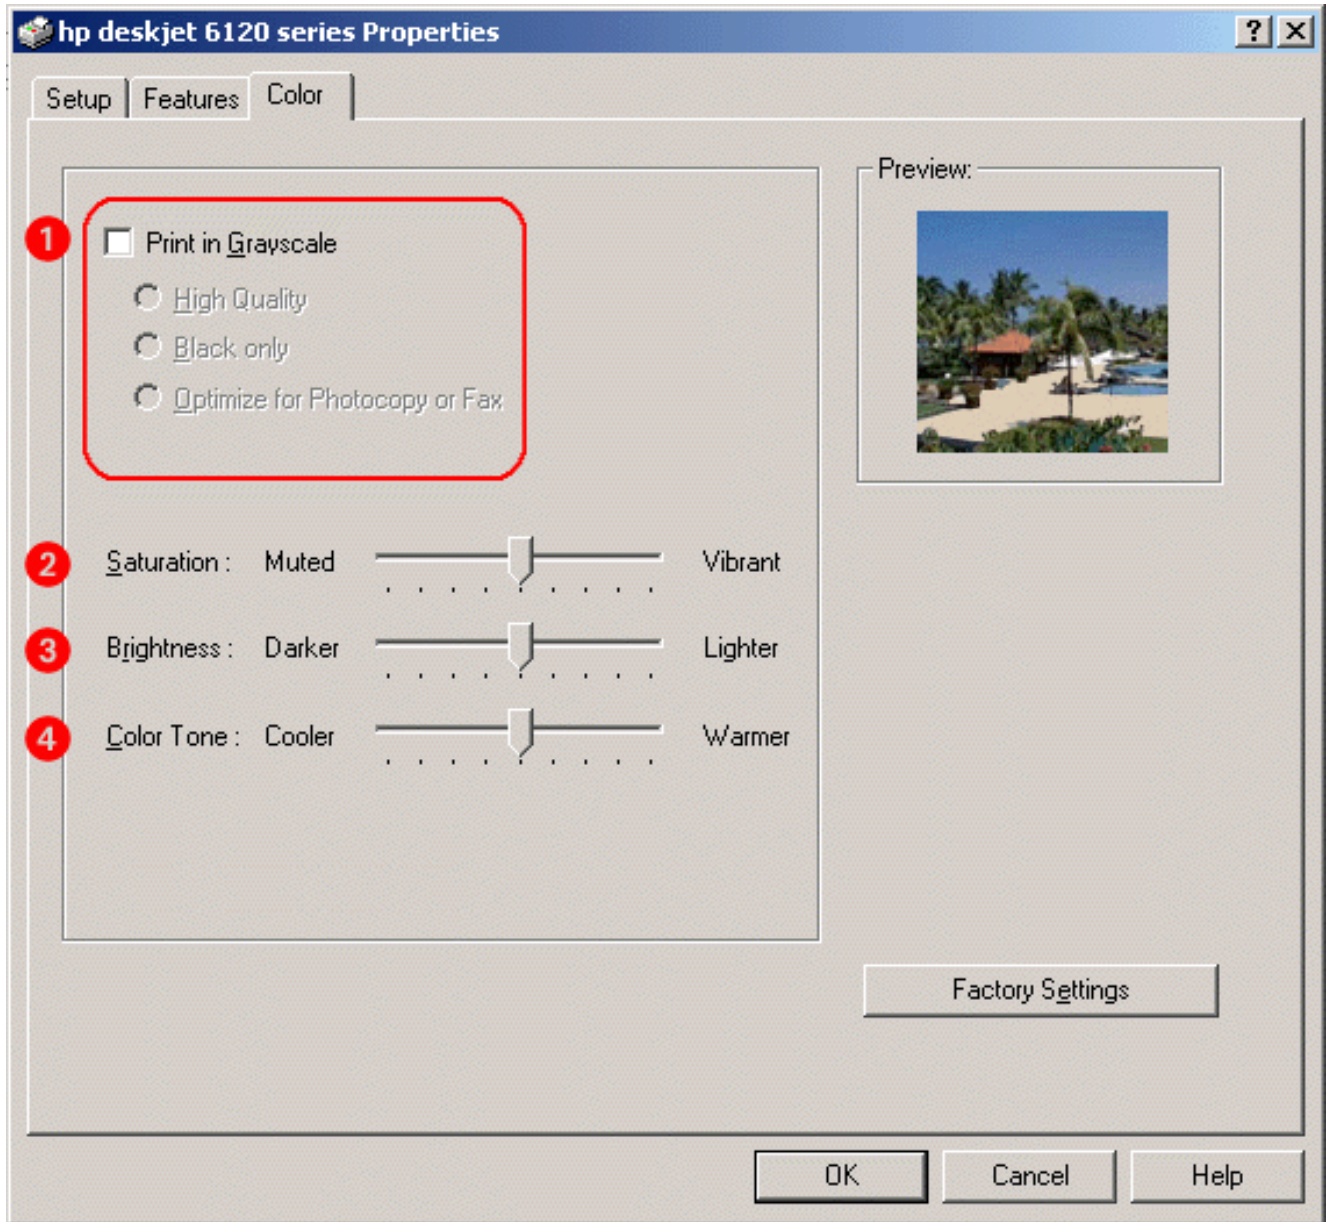 hp deskjet 6120 series Properties
Setup Features Color
Preview:
1 Print in Grayscale
High Quality
Black only
Optimize for Photocopy or Fax
2 Saturation : Muted Vibrant
3 Brightness : Darker Lighter
4 Color Tone : Cooler Warmer
Factory Settings
OK Cancel Help